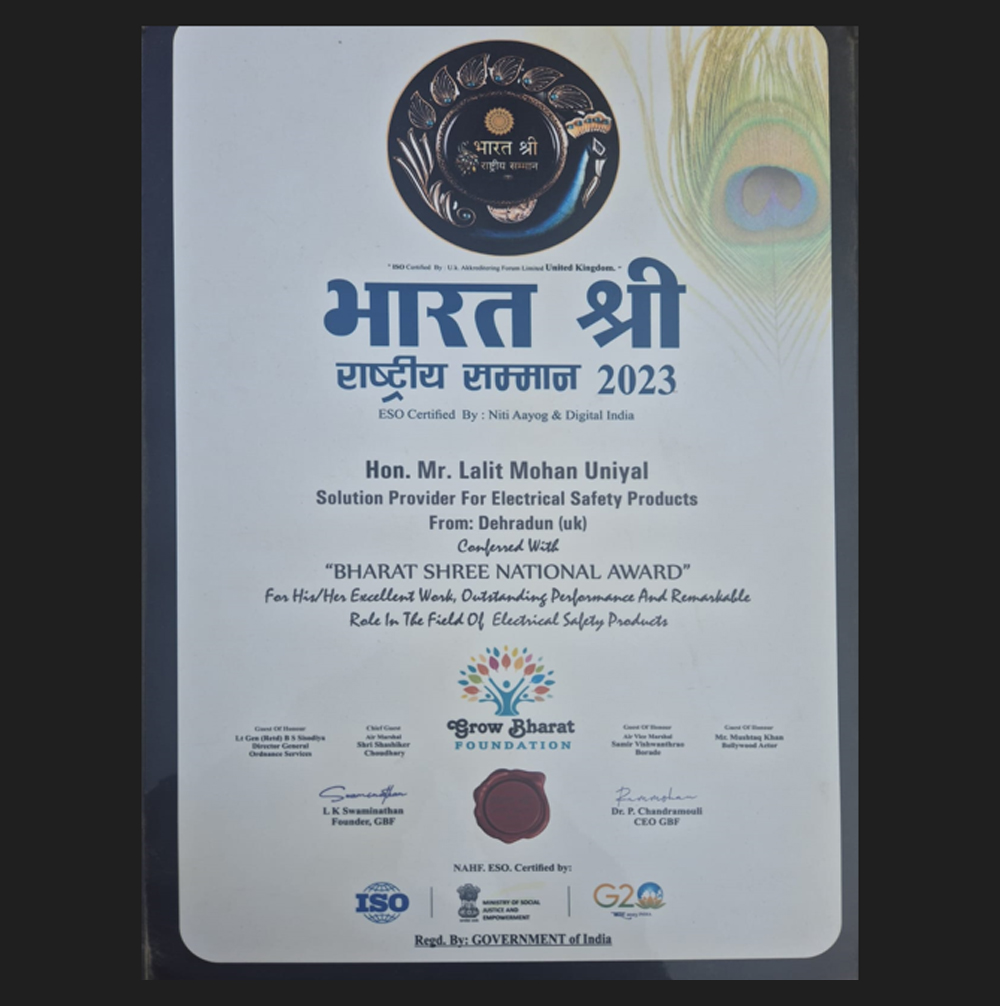 भारत श्री
राष्ट्रीय सम्मान
" ISO Certified By : U.k. Akkreditering Forum Limited United Kingdom. "
भारत श्री
राष्ट्रीय सम्मान 2023
ESO Certified By : Niti Aayog & Digital India
Hon. Mr. Lalit Mohan Uniyal
Solution Provider For Electrical Safety Products
From: Dehradun (uk)
Conferred With
“BHARAT SHREE NATIONAL AWARD”
For His/Her Excellent Work, Outstanding Performance And Remarkable
Role In The Field Of Electrical Safety Products
Grow Bharat
FOUNDATION
Guest Of Honour
Lt Gen (Retd) B S Sisodiya
Director General
Ordnance Services
Chief Guest
Air Marshal
Shri Shashiker
Choudhary
Guest Of Honour
Air Vice Marshal
Samir Vishwanthrao
Borade
Guest Of Honour
Mr. Mushtaq Khan
Bollywood Actor
L K Swaminathan
Founder, GBF
Dr. P. Chandramouli
CEO GBF
NAHF. ESO. Certified by:
ISO
MINISTRY OF SOCIAL
JUSTICE AND
EMPOWERMENT
G20
Regd. By: GOVERNMENT of India